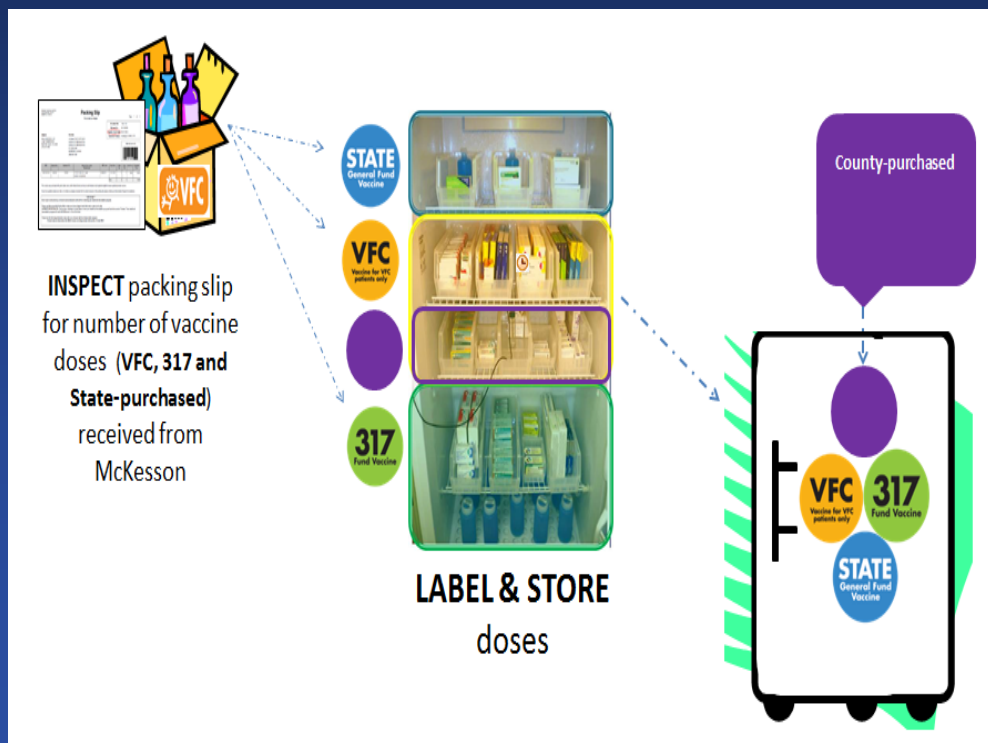 Packing Slip
VFC
INSPECT packing slip
for number of vaccine
doses (VFC, 317 and
State-purchased)
received from
McKesson
STATE
General Fund
Vaccine
VFC
Vaccine for VFC
patients only
317
Fund Vaccine
LABEL & STORE
doses
County-purchased
VFC
Vaccine for VFC
patients only
317
Fund Vaccine
STATE
General Fund
Vaccine